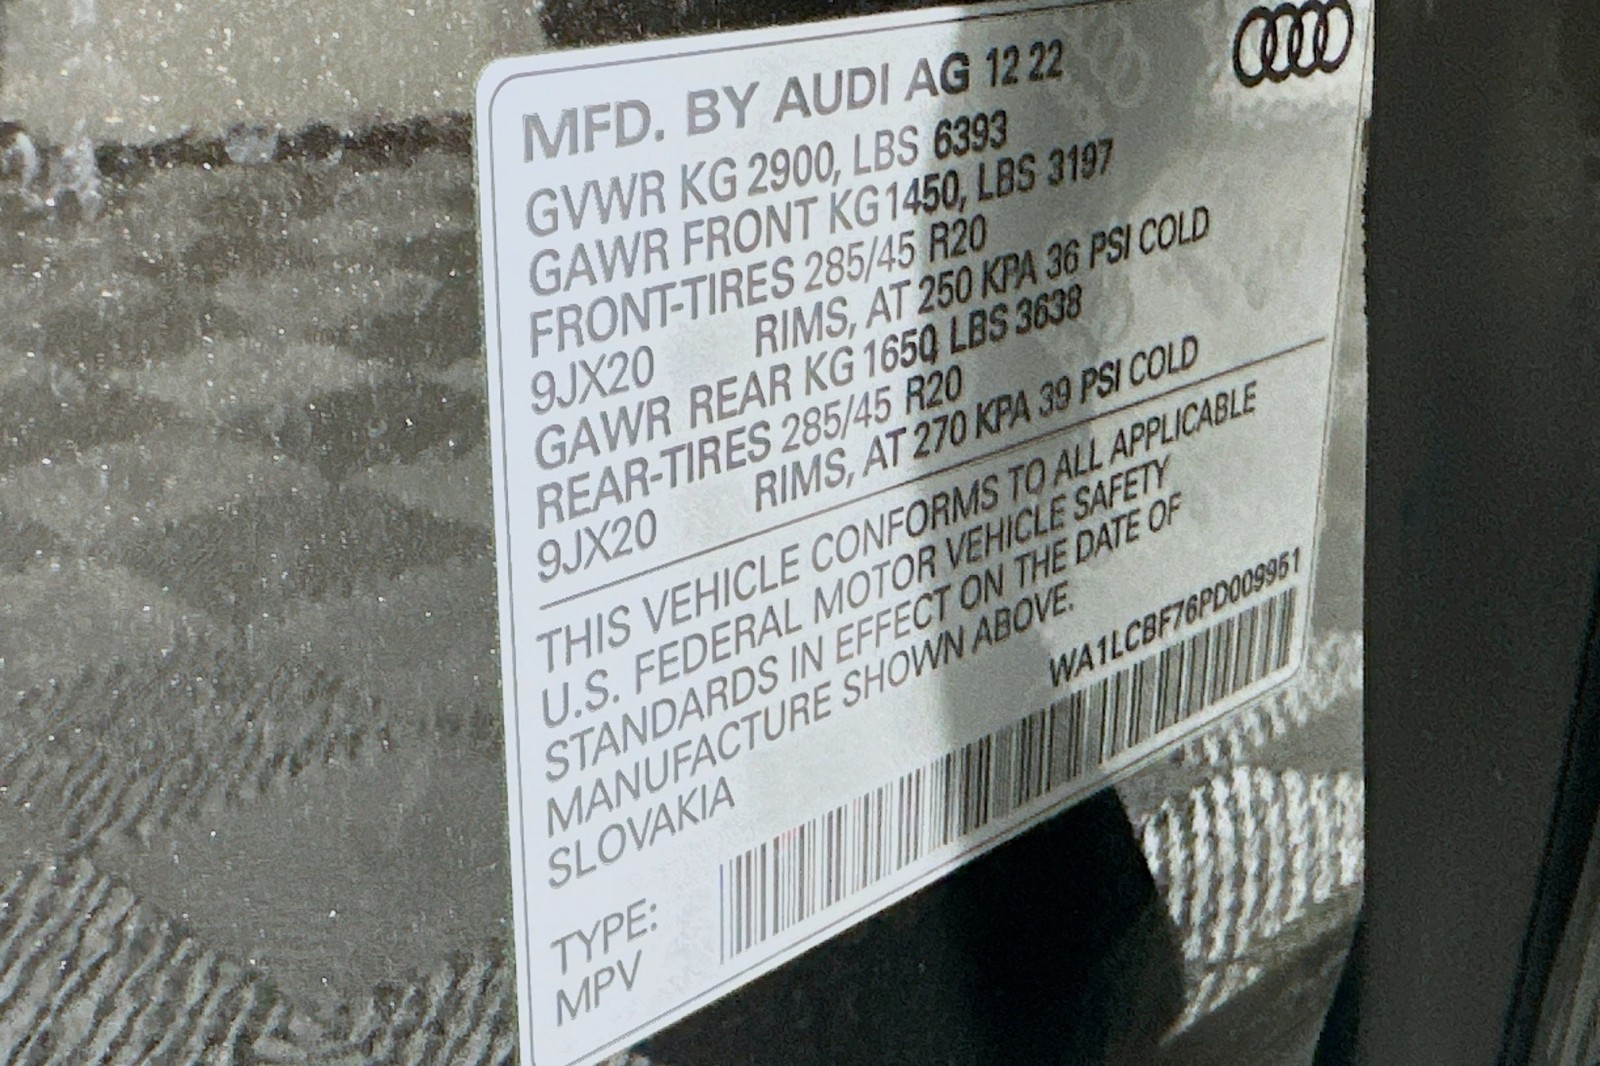 MFD. BY AUDI AG 12 22
GVWR KG 2900, LBS 6393
GAWR FRONT KG 1450, LBS 3197
FRONT-TIRES 285/45 R20
9JX20 RIMS, AT 250 KPA 36 PSI COLD
GAWR REAR KG 1650, LBS 3638
REAR-TIRES 285/45 R20
9JX20 RIMS, AT 270 KPA 39 PSI COLD
THIS VEHICLE CONFORMS TO ALL APPLICABLE
U.S. FEDERAL MOTOR VEHICLE SAFETY
STANDARDS IN EFFECT ON THE DATE OF
MANUFACTURE SHOWN ABOVE.
SLOVAKIA
WA1LCBF76PD009951
TYPE:
MPV